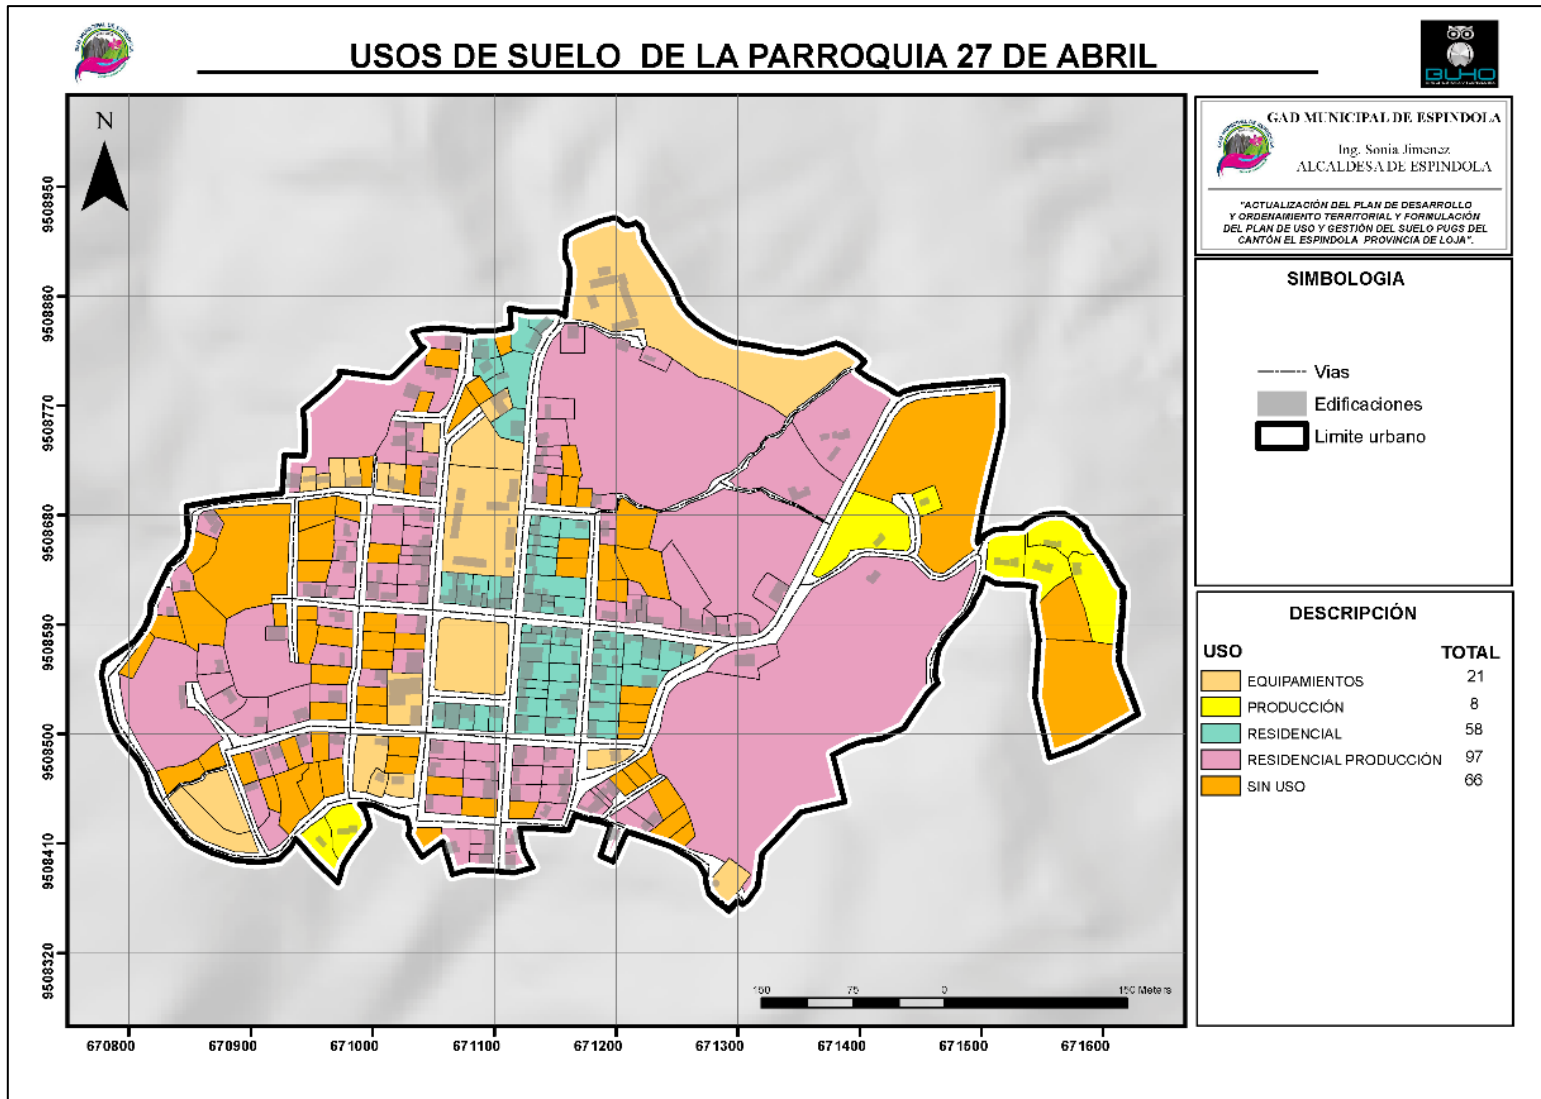 USOS DE SUELO DE LA PARROQUIA 27 DE ABRIL
BUHO
GAD MUNICIPAL DE ESPINDOLA
Ing. Sonia Jimenez
ALCALDESA DE ESPINDOLA
"ACTUALIZACIÓN DEL PLAN DE DESARROLLO
Y ORDENAMIENTO TERRITORIAL Y FORMULACIÓN
DEL PLAN DE USO Y GESTIÓN DEL SUELO PUGS DEL
CANTÓN EL ESPINDOLA PROVINCIA DE LOJA".
SIMBOLOGIA
Vias
Edificaciones
Limite urbano
DESCRIPCIÓN
USO TOTAL
EQUIPAMIENTOS 21
PRODUCCIÓN 8
RESIDENCIAL 58
RESIDENCIAL PRODUCCIÓN 97
SIN USO 66
N
9508950
9508860
9508770
9508680
9508590
9508500
9508410
9508320
150 75 0 150 Meters
670800 670900 671000 671100 671200 671300 671400 671500 671600